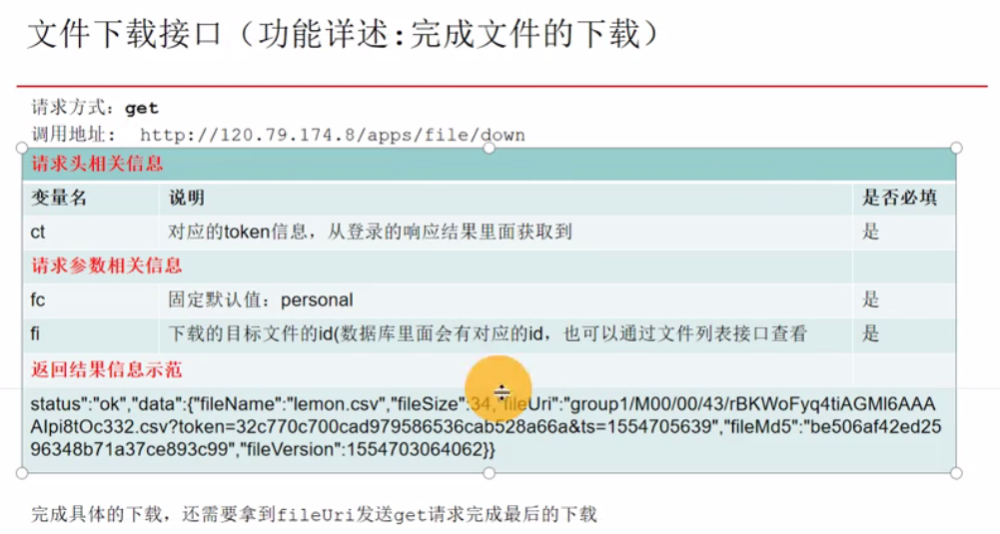 文件下载接口（功能详述:完成文件的下载）
请求方式: get
调用地址: http://120.79.174.8/apps/file/down
请求头相关信息
变量名 说明 是否必填
ct 对应的token信息，从登录的响应结果里面获取到 是
请求参数相关信息
fc 固定默认值：personal 是
fi 下载的目标文件的id(数据库里面会有对应的id，也可以通过文件列表接口查看 是
返回结果信息示范
status":"ok","data":{"fileName":"lemon.csv","fileSize":34,"fileUri":"group1/M00/00/43/rBKWoFyq4tiAGMl6AAA
AIpi8tOc332.csv?token=32c770c700cad979586536cab528a66a&ts=1554705639","fileMd5":"be506af42ed25
96348b71a37ce893c99","fileVersion":1554703064062}}
完成具体的下载，还需要拿到fileUri发送get请求完成最后的下载